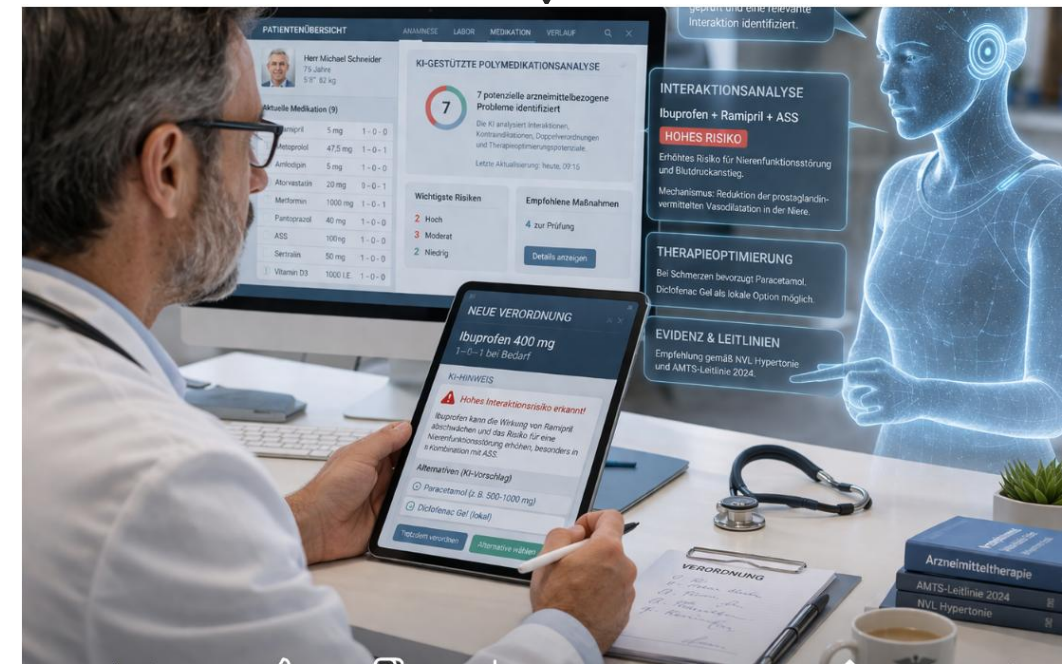 PATIENTENÜBERSICHT
Herr Michael Schneider
75 Jahre
82 kg
Aktuelle Medikation (9)
Ramipril 5 mg 1-0-0
Metoprolol 47,5 mg 1-0-1
Amlodipin 5 mg 1-0-0
Atorvastatin 20 mg 0-0-1
Metformin 1000 mg 1-0-1
Pantoprazol 40 mg 1-0-0
ASS 100 mg 1-0-0
Sertralin 50 mg 1-0-0
Vitamin D3 1000 I.E. 1-0-0
ANAMNESE LABOR MEDIKATION VERLAUF
KI-GESTÜTZTE POLYMEDIKATIONSANALYSE
7
7 potenzielle arzneimittelbezogene
Probleme identifiziert
Die KI analysiert Interaktionen,
Kontraindikationen, Doppelverordnungen
und Therapieoptimierungspotenziale.
Letzte Aktualisierung: heute, 09:15
Wichtigste Risiken
2 Hoch
3 Moderat
2 Niedrig
Empfohlene Maßnahmen
4 zur Prüfung
Details anzeigen
geprüft und eine relevante
Interaktion identifiziert.
INTERAKTIONSANALYSE
Ibuprofen + Ramipril + ASS
HOHES RISIKO
Erhöhtes Risiko für Nierenfunktionsstörung
und Blutdruckanstieg.
Mechanismus: Reduktion der prostaglandin-
vermittelten Vasodilatation in der Niere.
THERAPIEOPTIMIERUNG
Bei Schmerzen bevorzugt Paracetamol.
Diclofenac Gel als lokale Option möglich.
EVIDENZ & LEITLINIEN
Empfehlung gemäß NVL Hypertonie
und AMTS-Leitlinie 2024.
NEUE VERORDNUNG
Ibuprofen 400 mg
1-0-1 bei Bedarf
KI-HINWEIS
Hohes Interaktionsrisiko erkannt!
Ibuprofen kann die Wirkung von Ramipril
abschwächen und das Risiko für eine
Nierenfunktionsstörung erhöhen, besonders in
Kombination mit ASS.
Alternativen (KI-Vorschlag)
Paracetamol (z. B. 500-1000 mg)
Diclofenac Gel (lokal)
Trotzdem verordnen
Alternative wählen
VERORDNUNG
Arzneimitteltherapie
AMTS-Leitlinie 2024
NVL Hypertonie